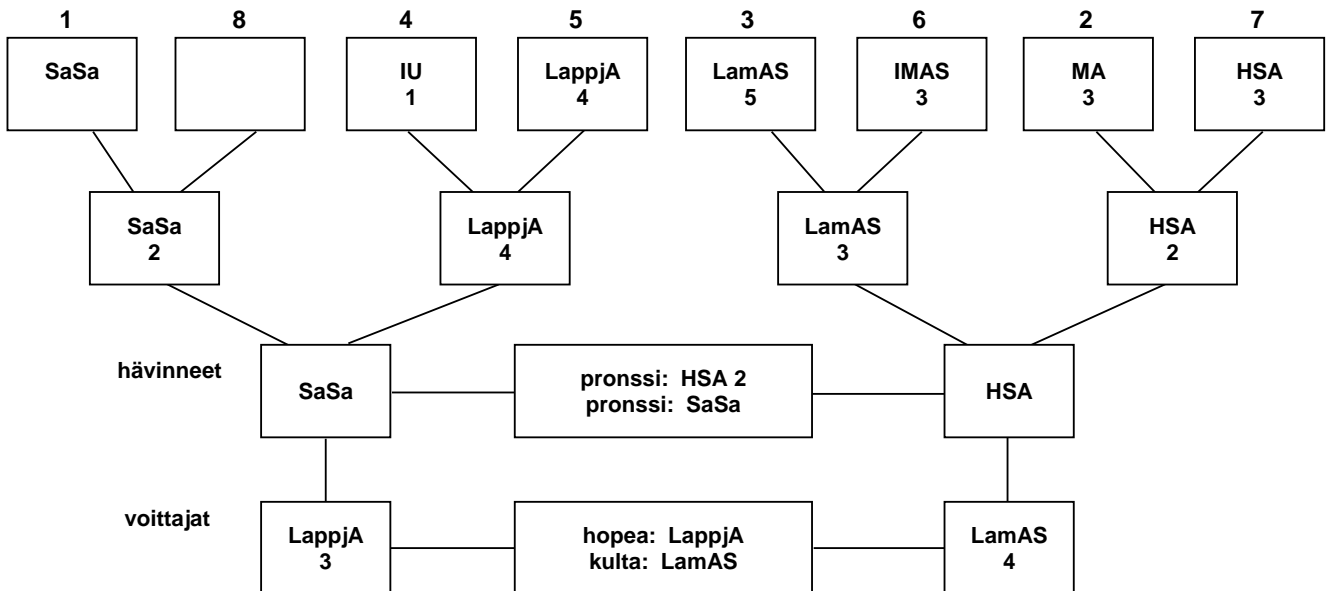 1 8 4 5 3 6 2 7
SaSa IU LappjA LamAS IMAS MA HSA
1 4 5 3 3 3
SaSa LappjA LamAS HSA
2 4 3 2
hävinneet
SaSa
pronssi: HSA 2
pronssi: SaSa
HSA
voittajat
LappjA
3
hopea: LappjA
kulta: LamAS
LamAS
4